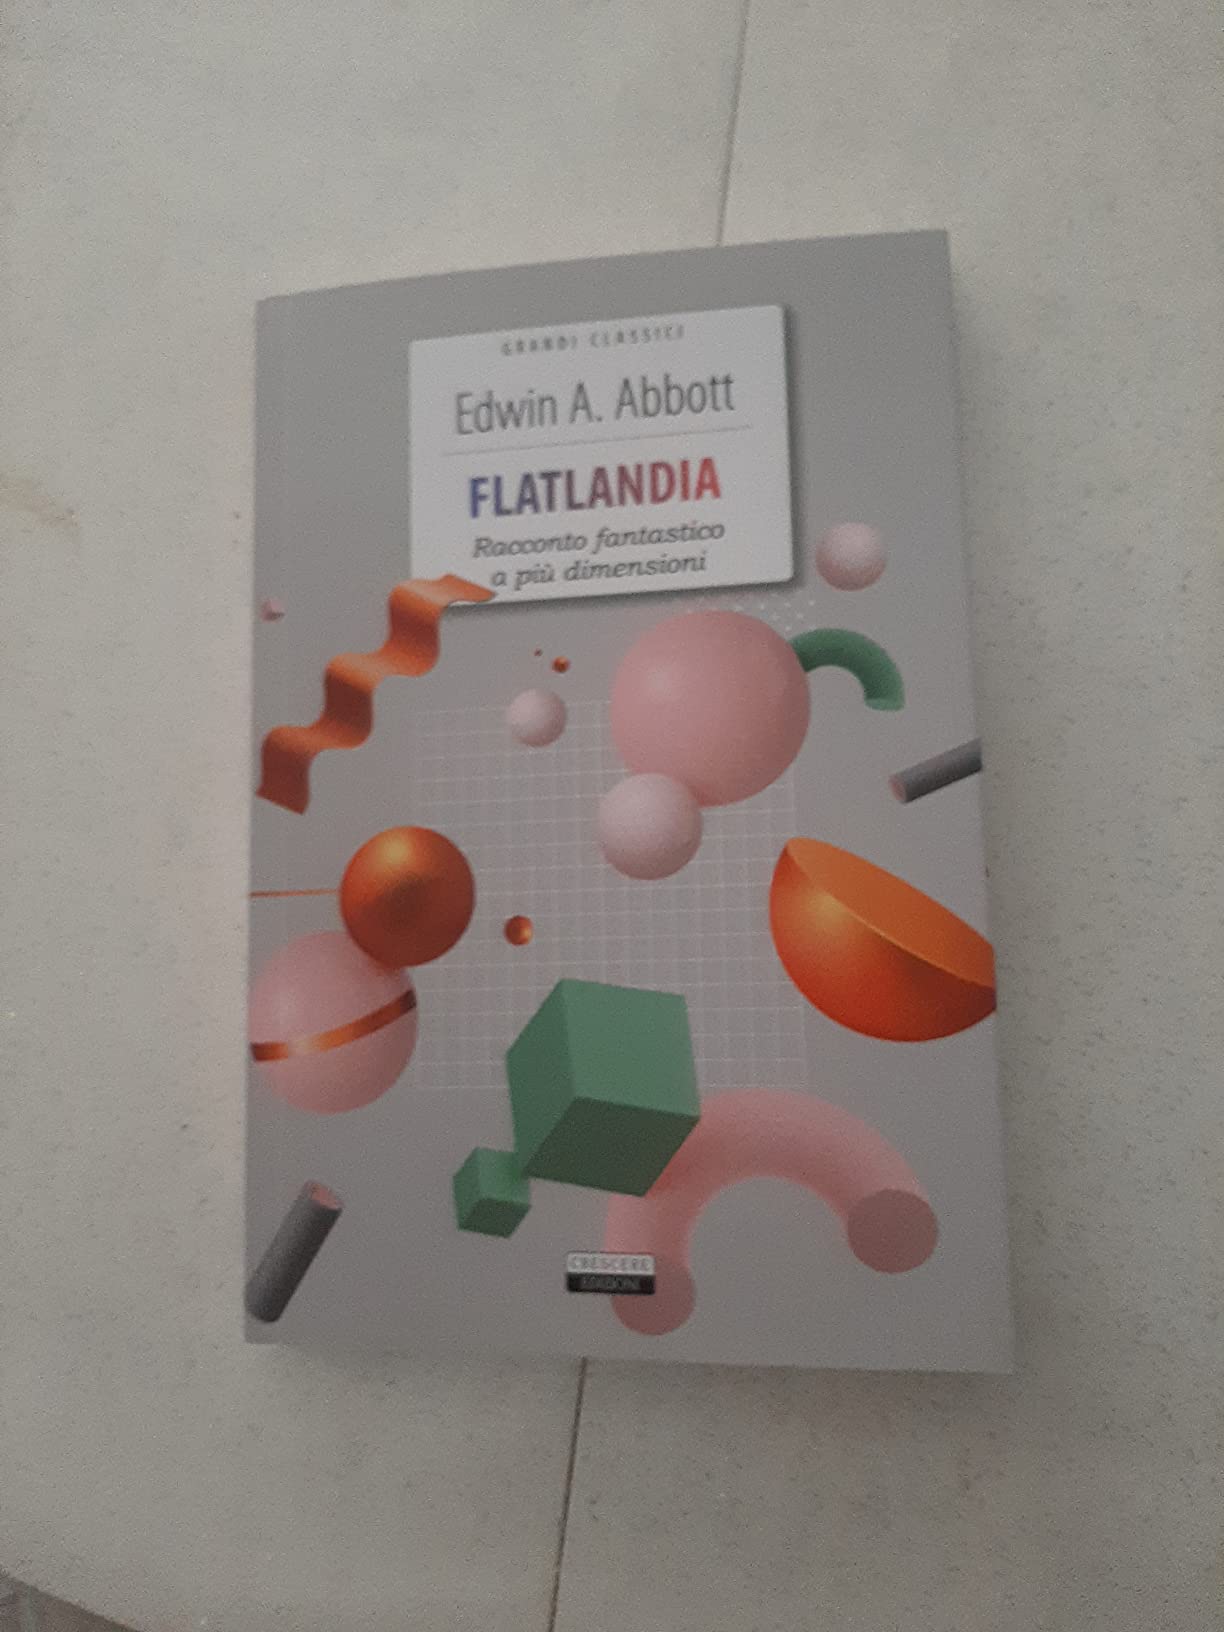 GRANDI CLASSICI
Edwin A. Abbott
FLATLANDIA
Racconto fantastico
a più dimensioni
CRESCERE
EDIZIONI